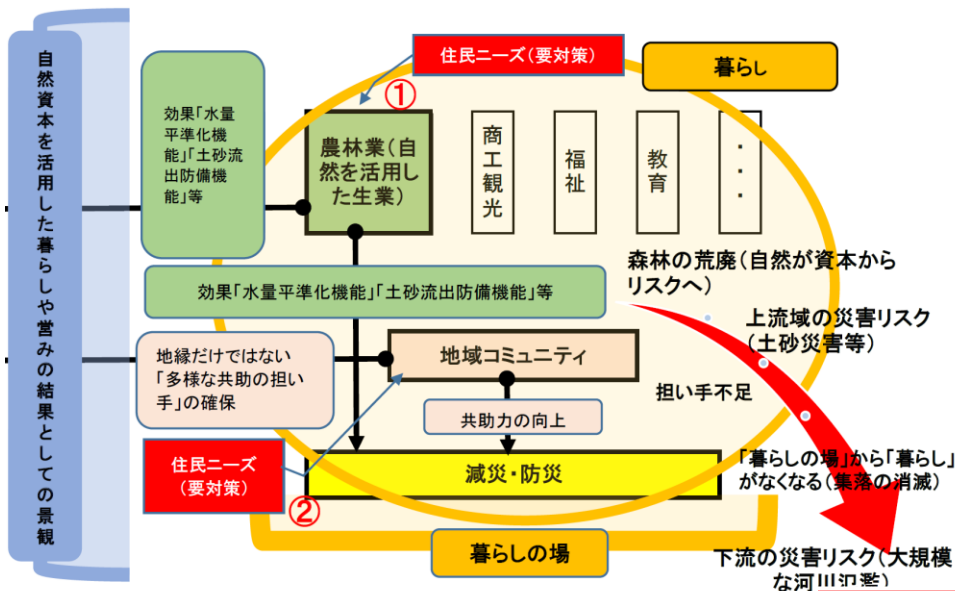 自然資本を活用した暮らしや営みの結果としての景観
効果「水量
平準化機
能」「土砂流
出防備機
能」等
住民ニーズ(要対策)
①
暮らし
農林業(自
然を活用し
た生業)
商工観光
福祉
教育
・・・
効果「水量平準化機能」「土砂流出防備機能」等
森林の荒廃(自然が資本から
リスクへ)
上流域の災害リスク
(土砂災害等)
地縁だけではない
「多様な共助の担い
手」の確保
地域コミュニティ
担い手不足
共助力の向上
住民ニーズ
(要対策)
②
減災・防災
「暮らしの場」から「暮らし」
がなくなる(集落の消滅)
暮らしの場
下流の災害リスク(大規模
な河川氾濫)